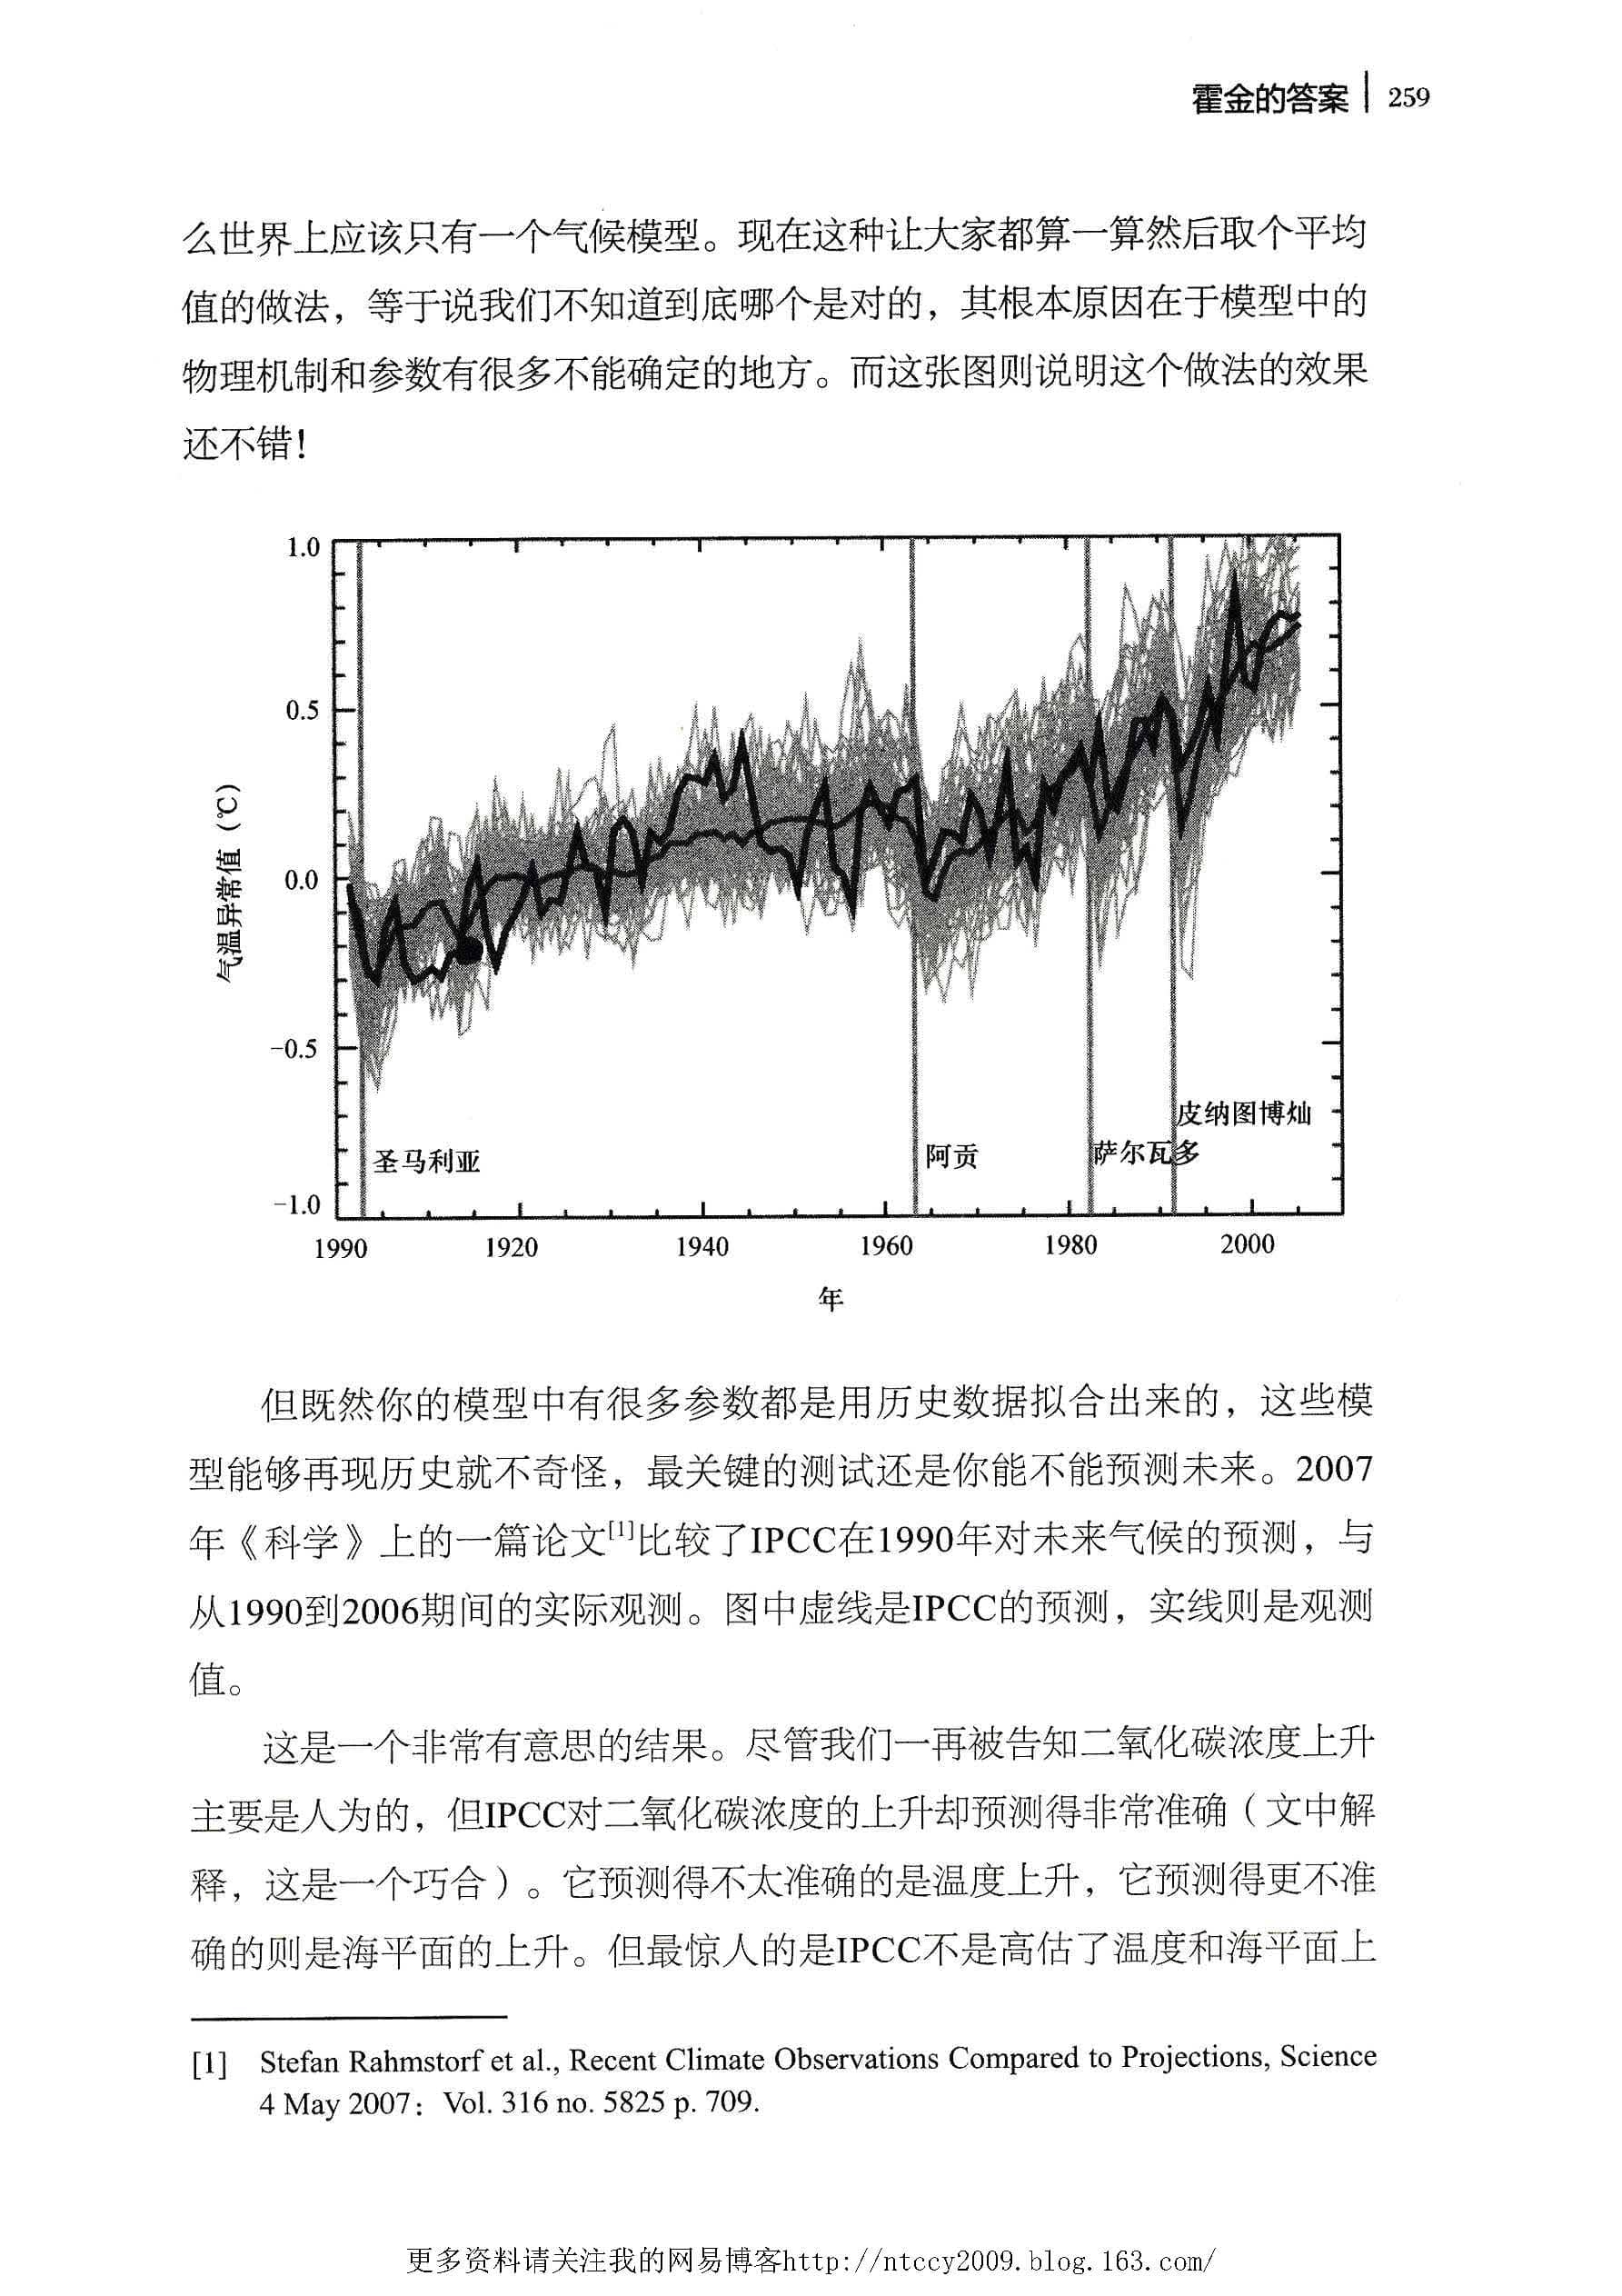 霍金的答案 259
么世界上应该只有一个气候模型。现在这种让大家都算一算然后取个平均
值的做法，等于说我们不知道到底哪个是对的，其根本原因在于模型中的
物理机制和参数有很多不能确定的地方。而这张图则说明这个做法的效果
还不错！
1.0
0.5
0.0
-0.5
-1.0
气温异常值（℃）
圣马利亚
阿贡
萨尔瓦多
皮纳图博灿
1990 1920 1940 1960 1980 2000
年
但既然你的模型中有很多参数都是用历史数据拟合出来的，这些模
型能够再现历史就不奇怪，最关键的测试还是你能不能预测未来。2007
年《科学》上的一篇论文[1]比较了IPCC在1990年对未来气候的预测，与
从1990到2006期间的实际观测。图中虚线是IPCC的预测，实线则是观测
值。
这是一个非常有意思的结果。尽管我们一再被告知二氧化碳浓度上升
主要是人为的，但IPCC对二氧化碳浓度的上升却预测得非常准确（文中解
释，这是一个巧合）。它预测得不太准确的是温度上升，它预测得更不准
确的则是海平面的上升。但最惊人的是IPCC不是高估了温度和海平面上
[1] Stefan Rahmstorf et al., Recent Climate Observations Compared to Projections, Science
4 May 2007：Vol. 316 no. 5825 p. 709.
更多资料请关注我的网易博客http://ntccy2009.blog.163.com/